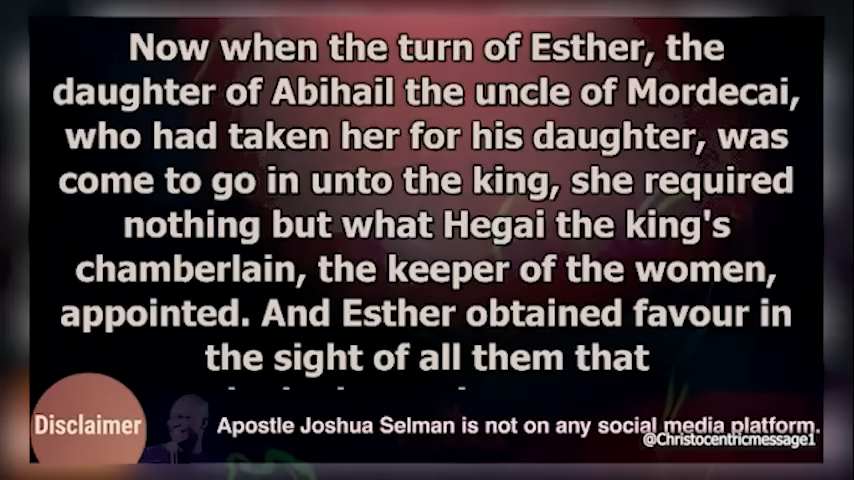 Now when the turn of Esther, the
daughter of Abihail the uncle of Mordecai,
who had taken her for his daughter, was
come to go in unto the king, she required
nothing but what Hegai the king's
chamberlain, the keeper of the women,
appointed. And Esther obtained favour in
the sight of all them that
Disclaimer
Apostle Joshua Selman is not on any social media platform.
@Christocentricmessage1